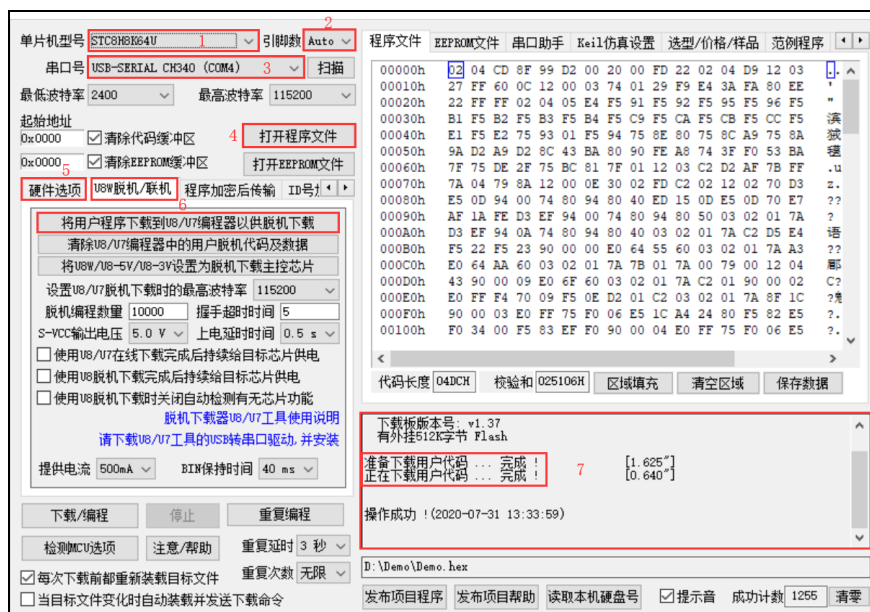 单片机型号 STC8H8K64U 1 引脚数 Auto 2
串口号 USB-SERIAL CH340 (COM4) 3 扫描
最低波特率 2400 最高波特率 115200
起始地址
0x0000 清除代码缓冲区 4 打开程序文件
0x0000 清除EEPROM缓冲区 打开EEPROM文件
5
硬件选项 U8W脱机/联机 程序加密后传输 ID号
6
将用户程序下载到U8/U7编程器以供脱机下载
清除U8/U7编程器中的用户脱机代码及数据
将U8W/U8-5V/U8-3V设置为脱机下载主控芯片
设置U8/U7脱机下载时的最高波特率 115200
脱机编程数量 10000 握手超时时间 5
S-VCC输出电压 5.0 V 上电延时时间 0.5 s
使用U8/U7在线下载完成后持续给目标芯片供电
使用U8脱机下载完成后持续给目标芯片供电
使用U8脱机下载时关闭自动检测有无芯片功能
脱机下载器U8/U7工具使用说明
请下载U8/U7工具的USB转串口驱动,并安装
提供电流 500mA BIN保持时间 40 ms
下载/编程 停止 重复编程
检测MCU选项 注意/帮助 重复延时 3 秒
每次下载前都重新装载目标文件 重复次数 无限
当目标文件变化时自动装载并发送下载命令
程序文件 EEPROM文件 串口助手 Keil仿真设置 选型/价格/样品 范例程序
00000h 02 04 CD 8F 99 D2 00 20 00 FD 22 02 04 D9 12 03 ..
00010h 27 FF 60 0C 12 00 03 74 01 29 F9 E4 3A FA 80 EE '
00020h 22 FF FF 02 04 05 E4 F5 91 F5 92 F5 95 F5 96 F5 "
00030h B1 F5 B2 F5 B3 F5 B4 F5 C9 F5 CA F5 CB F5 CC F5
00040h E1 F5 E2 75 93 01 F5 94 75 8E 80 75 8C A9 75 8A
00050h 9A D2 A9 D2 8C 43 BA 80 90 FE A8 74 3F F0 53 BA
00060h 7F 75 DE 2F 75 BC 81 7F 01 12 03 C2 D2 AF 7B FF .u
00070h 7A 04 79 8A 12 00 0E 30 02 FD C2 02 12 02 70 D3 z.
00080h E5 0D 94 00 74 80 94 80 40 ED 15 0D E5 0D 70 E7 ??
00090h AF 1A FE D3 EF 94 00 74 80 94 80 50 03 02 01 7A ?
000A0h D3 EF 94 0A 74 80 94 80 40 03 02 01 7A C2 D5 E4 语
000B0h F5 22 F5 23 90 00 00 E0 64 55 60 03 02 01 7A A3 ??
000C0h E0 64 AA 60 03 02 01 7A 7B 01 7A 00 79 00 12 04
000D0h 43 90 00 09 E0 6F 60 03 02 01 7A C2 01 90 00 02 C?
000E0h E0 FF F4 70 09 F5 0E D2 01 C2 03 02 01 7A 8F 1C
000F0h 90 00 03 E0 FF 75 F0 06 E5 1C A4 24 80 F5 82 E5 ?.
00100h F0 34 00 F5 83 EF F0 90 00 04 E0 FF 75 F0 06 E5 ?.
代码长度 04DCH 校验和 025106H 区域填充 清空区域 保存数据
下载板版本号: v1.37
有外挂512K字节 Flash
准备下载用户代码 ... 完成 ! [1.625"]
正在下载用户代码 ... 完成 ! [0.640"]
7
操作成功 !(2020-07-31 13:33:59)
D:\Demo\Demo.hex
发布项目程序 发布项目帮助 读取本机硬盘号 提示音 成功计数 1255 清零